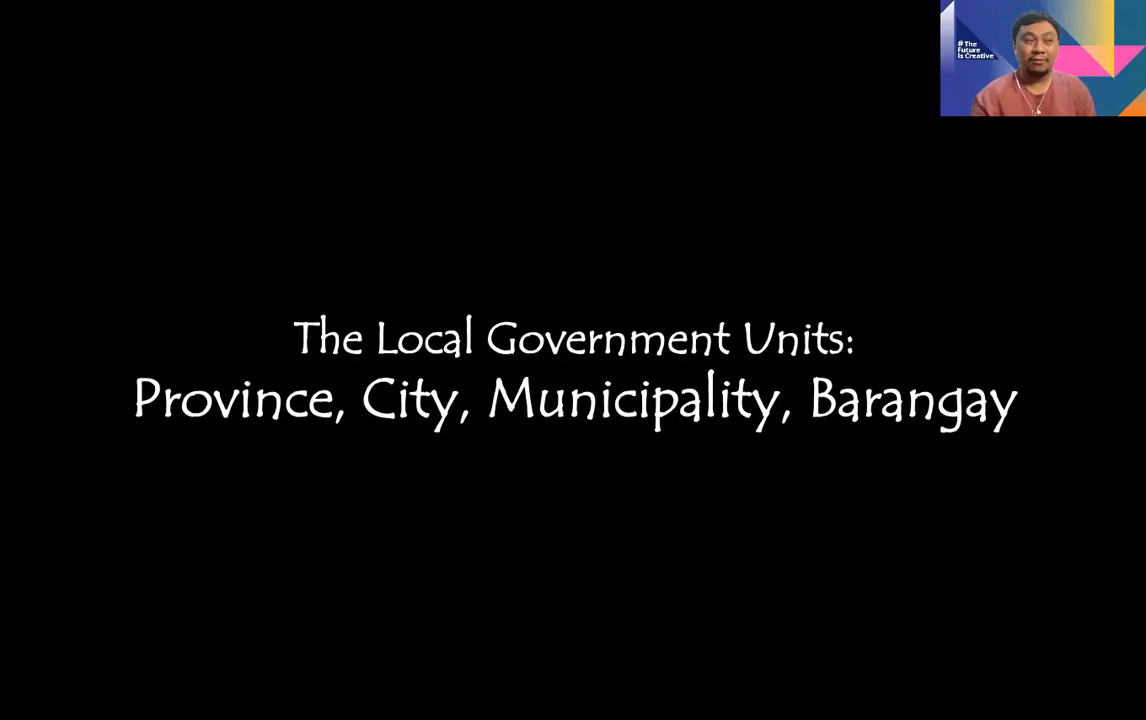 # The
Future
Is Creative
The Local Government Units:
Province, City, Municipality, Barangay